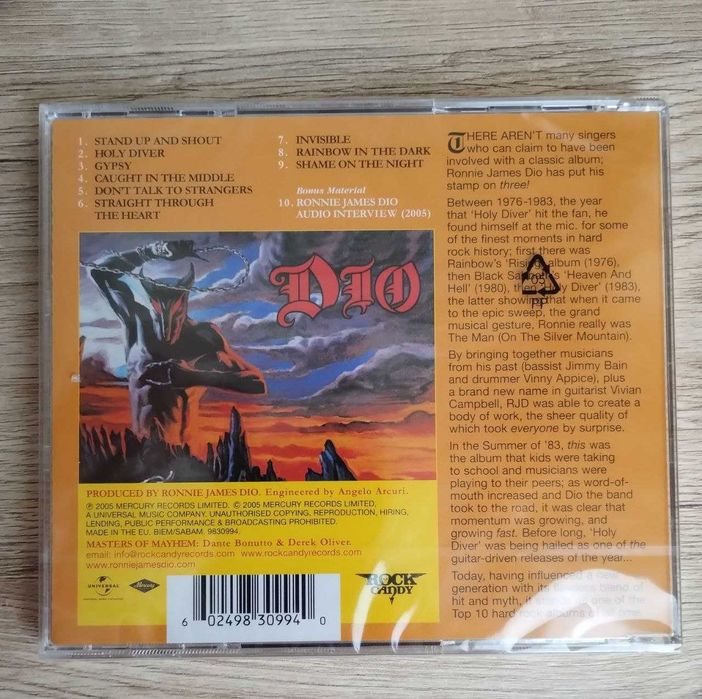 1. STAND UP AND SHOUT
2. HOLY DIVER
3. GYPSY
4. CAUGHT IN THE MIDDLE
5. DON'T TALK TO STRANGERS
6. STRAIGHT THROUGH
THE HEART
7. INVISIBLE
8. RAINBOW IN THE DARK
9. SHAME ON THE NIGHT
Bonus Material
10. RONNIE JAMES DIO
AUDIO INTERVIEW (2005)
DIO
PRODUCED BY RONNIE JAMES DIO. Engineered by Angelo Arcuri.
℗ 2005 MERCURY RECORDS LIMITED. © 2005 MERCURY RECORDS LIMITED.
A UNIVERSAL MUSIC COMPANY. UNAUTHORISED COPYING, REPRODUCTION, HIRING,
LENDING, PUBLIC PERFORMANCE & BROADCASTING PROHIBITED.
MADE IN THE EU. BIEM/SABAM. 9830994.
MASTERS OF MAYHEM: Dante Bonutto & Derek Oliver.
email: info@rockcandyrecords.com www.rockcandyrecords.com
www.ronniejamesdio.com
UNIVERSAL
Mercury
6 02498 30994 0
ROCK
CANDY
THERE AREN'T many singers
who can claim to have been
involved with a classic album;
Ronnie James Dio has put his
stamp on three!
Between 1976-1983, the year
that 'Holy Diver' hit the fan, he
found himself at the mic. for some
of the finest moments in hard
rock history; first there was
Rainbow's 'Rising' album (1976),
then Black Sabbath's 'Heaven And
Hell' (1980), then 'Holy Diver' (1983),
the latter showing that when it came
to the epic sweep, the grand
musical gesture, Ronnie really was
The Man (On The Silver Mountain).
By bringing together musicians
from his past (bassist Jimmy Bain
and drummer Vinny Appice), plus
a brand new name in guitarist Vivian
Campbell, RJD was able to create a
body of work, the sheer quality of
which took everyone by surprise.
In the Summer of '83, this was
the album that kids were taking
to school and musicians were
playing to their peers; as word-of-
mouth increased and Dio the band
took to the road, it was clear that
momentum was growing, and
growing fast. Before long, 'Holy
Diver' was being hailed as one of the
guitar-driven releases of the year...
Today, having influenced a new
generation with its blend of
hit and myth, it one of the
Top 10 hard rock albums